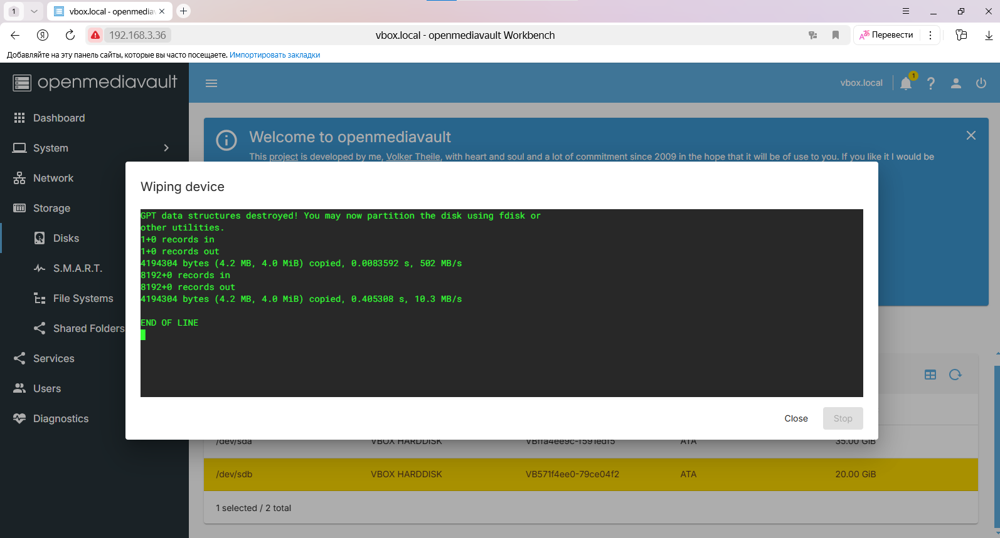 1
vbox.local - openmediav
192.168.3.36
vbox.local - openmediavault Workbench
Перевести
Добавляйте на эту панель сайты, которые вы часто посещаете. Импортировать закладки
openmediavault
vbox.local
1
Dashboard
System
Network
Storage
Disks
S.M.A.R.T.
File Systems
Shared Folders
Services
Users
Diagnostics
Welcome to openmediavault
This project is developed by me, Volker Theile, with heart and soul and a lot of commitment since 2009 in the hope that it will be of use to you. If you like it I would be
Wiping device
GPT data structures destroyed! You may now partition the disk using fdisk or
other utilities.
1+0 records in
1+0 records out
4194304 bytes (4.2 MB, 4.0 MiB) copied, 0.0083592 s, 502 MB/s
8192+0 records in
8192+0 records out
4194304 bytes (4.2 MB, 4.0 MiB) copied, 0.405308 s, 10.3 MB/s
END OF LINE
Close
Stop
/dev/sda VBOX HARDDISK VBffa4ee9c-f591edf5 ATA 35.00 GiB
/dev/sdb VBOX HARDDISK VB571f4ee0-79ce04f2 ATA 20.00 GiB
1 selected / 2 total